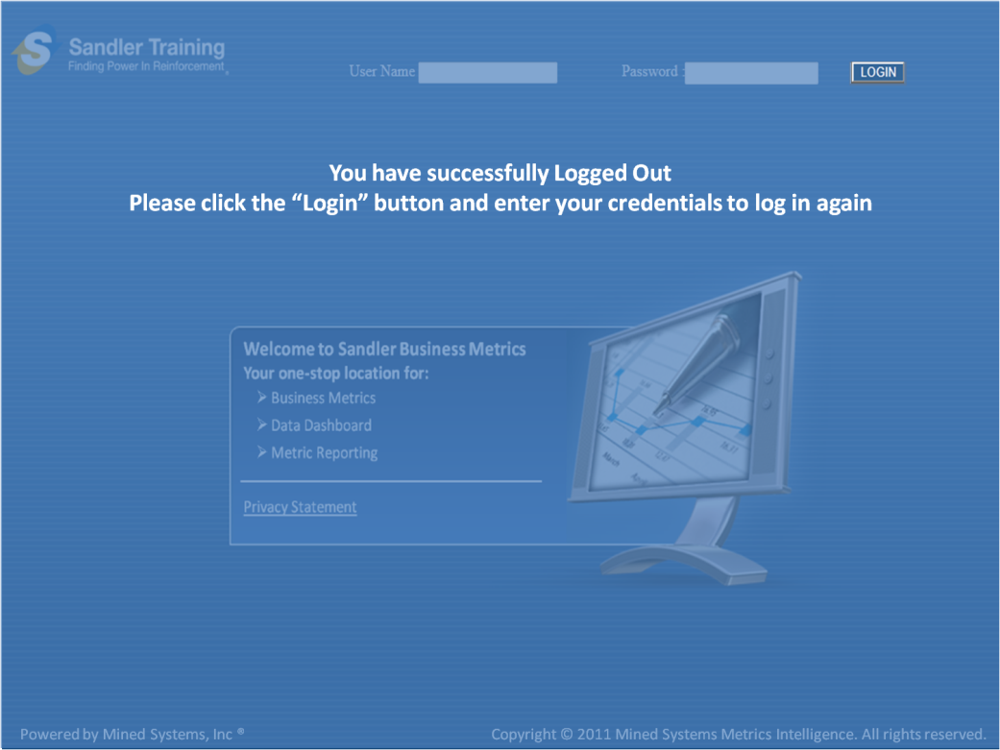 Sandler Training
Finding Power In Reinforcement
User Name
Password :
LOGIN
You have successfully Logged Out
Please click the “Login” button and enter your credentials to log in again
Welcome to Sandler Business Metrics
Your one-stop location for:
➢ Business Metrics
➢ Data Dashboard
➢ Metric Reporting
Privacy Statement
March
Powered by Mined Systems, Inc ®
Copyright © 2011 Mined Systems Metrics Intelligence. All rights reserved.